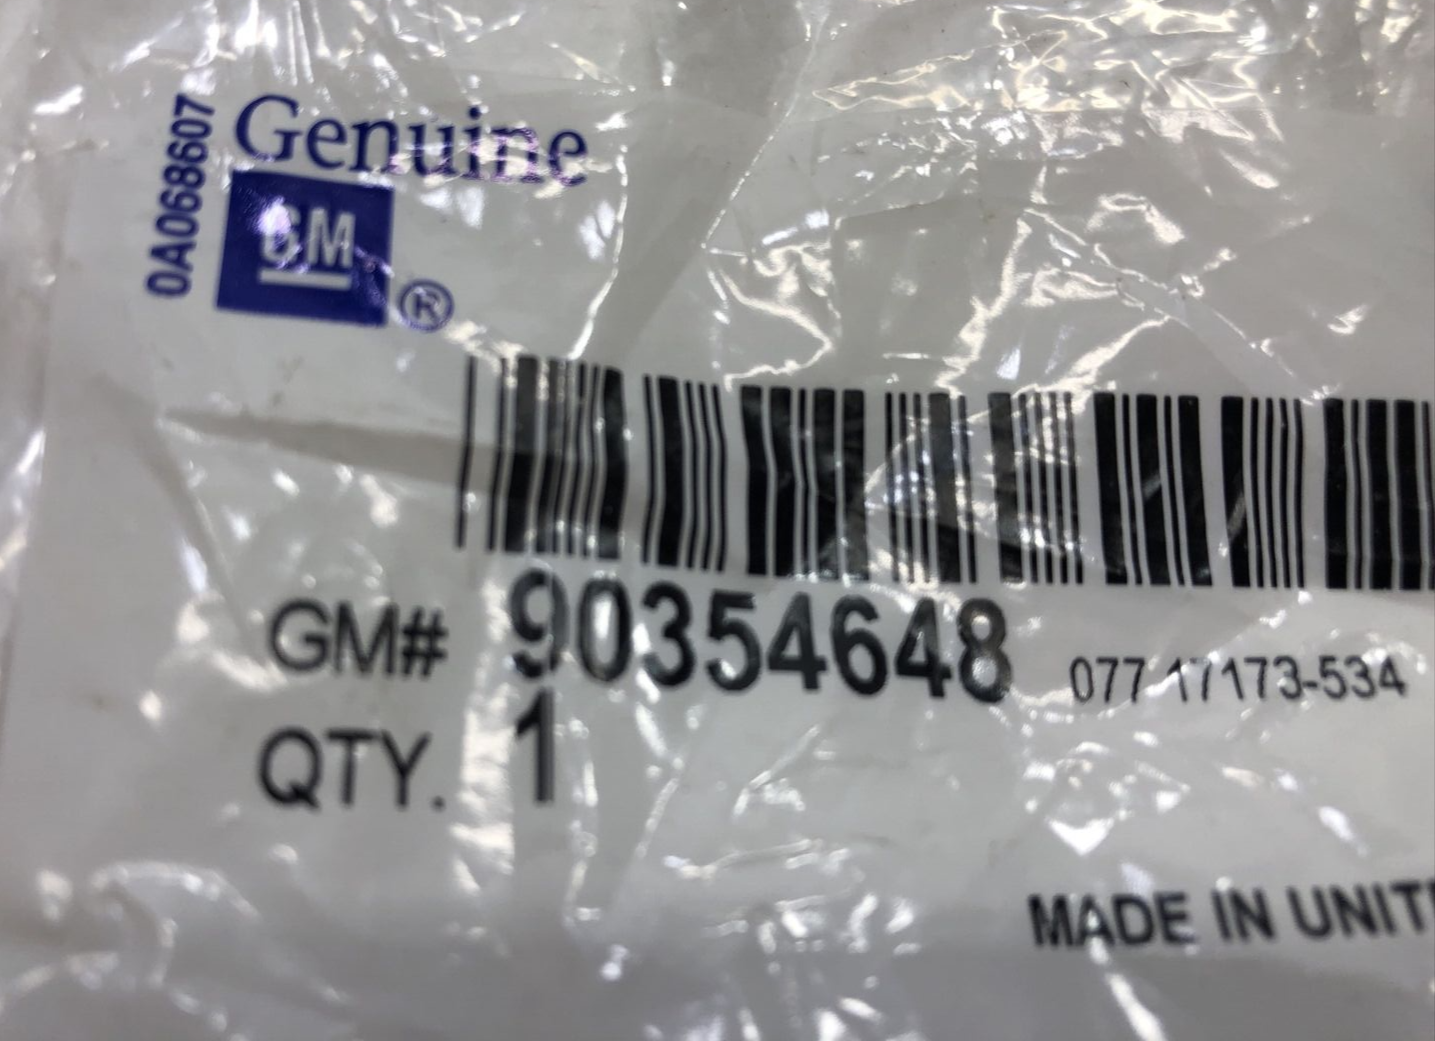 0A068607
Genuine
GM
®
GM# 90354648 077-17173-534
QTY. 1
MADE IN UNIT